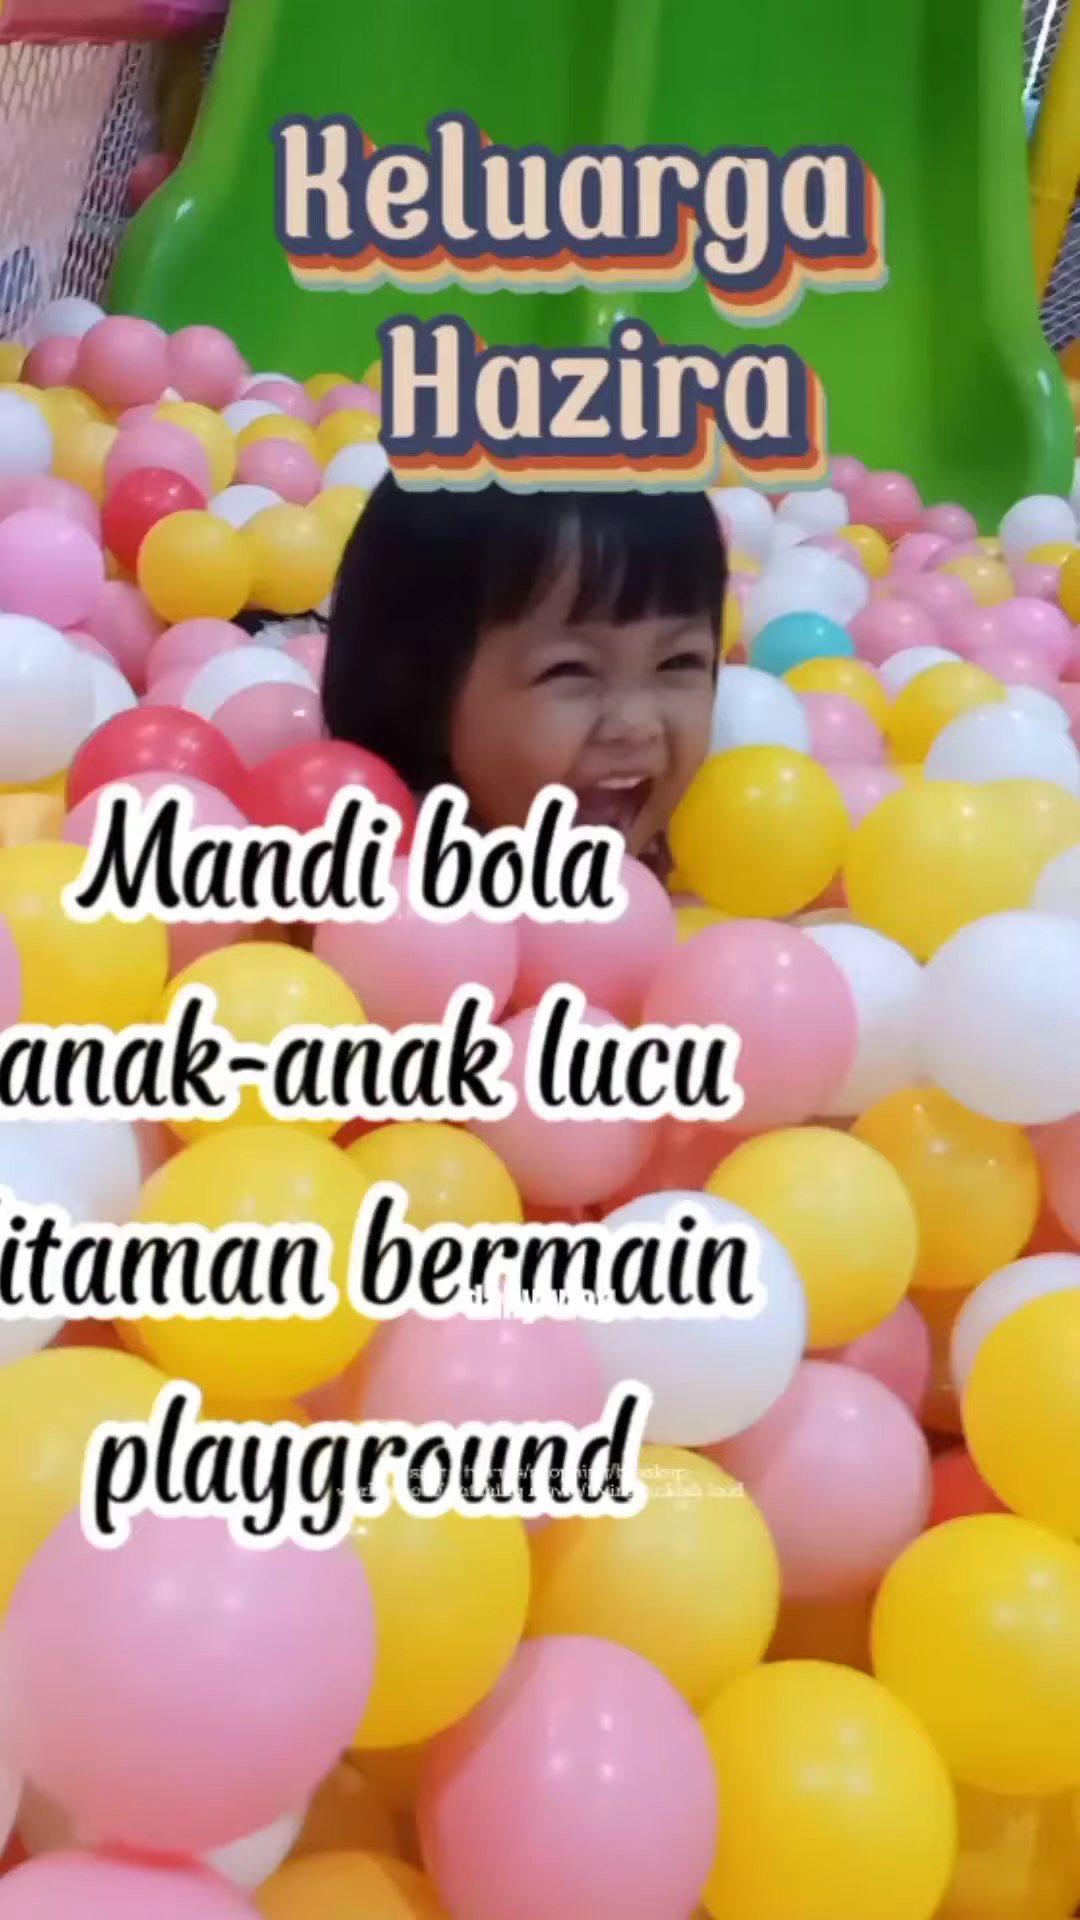 Keluarga
Hazira
Mandi bola
anak-anak lucu
itaman bermain
playground